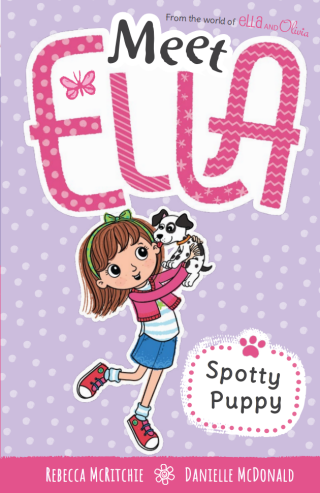 From the world of ELLA AND Olivia
Meet
ELLA
Spotty
Puppy
REBECCA MCRITCHIE DANIELLE MCDONALD